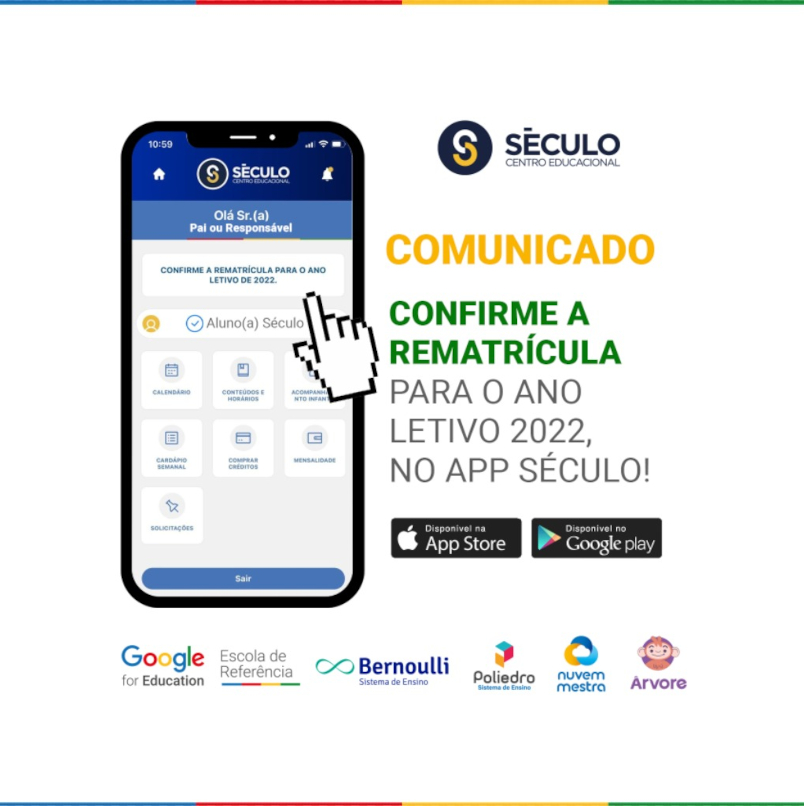 10:59
SÉCULO
CENTRO EDUCACIONAL
Olá Sr.(a)
Pai ou Responsável
CONFIRME A REMATRÍCULA PARA O ANO
LETIVO DE 2022.
Aluno(a) Século
CALENDÁRIO
CONTEÚDOS E
HORÁRIOS
CARDÁPIO
SEMANAL
COMPRAR
CRÉDITOS
MENSALIDADE
SOLICITAÇÕES
Sair
SÉCULO
CENTRO EDUCACIONAL
COMUNICADO
CONFIRME A
REMATRÍCULA
PARA O ANO
LETIVO 2022,
NO APP SÉCULO!
Disponível na
App Store
Disponível no
Google play
Google
for Education
Escola de
Referência
Bernoulli
Sistema de Ensino
Poliedro
Sistema de Ensino
nuvem
mestra
Árvore